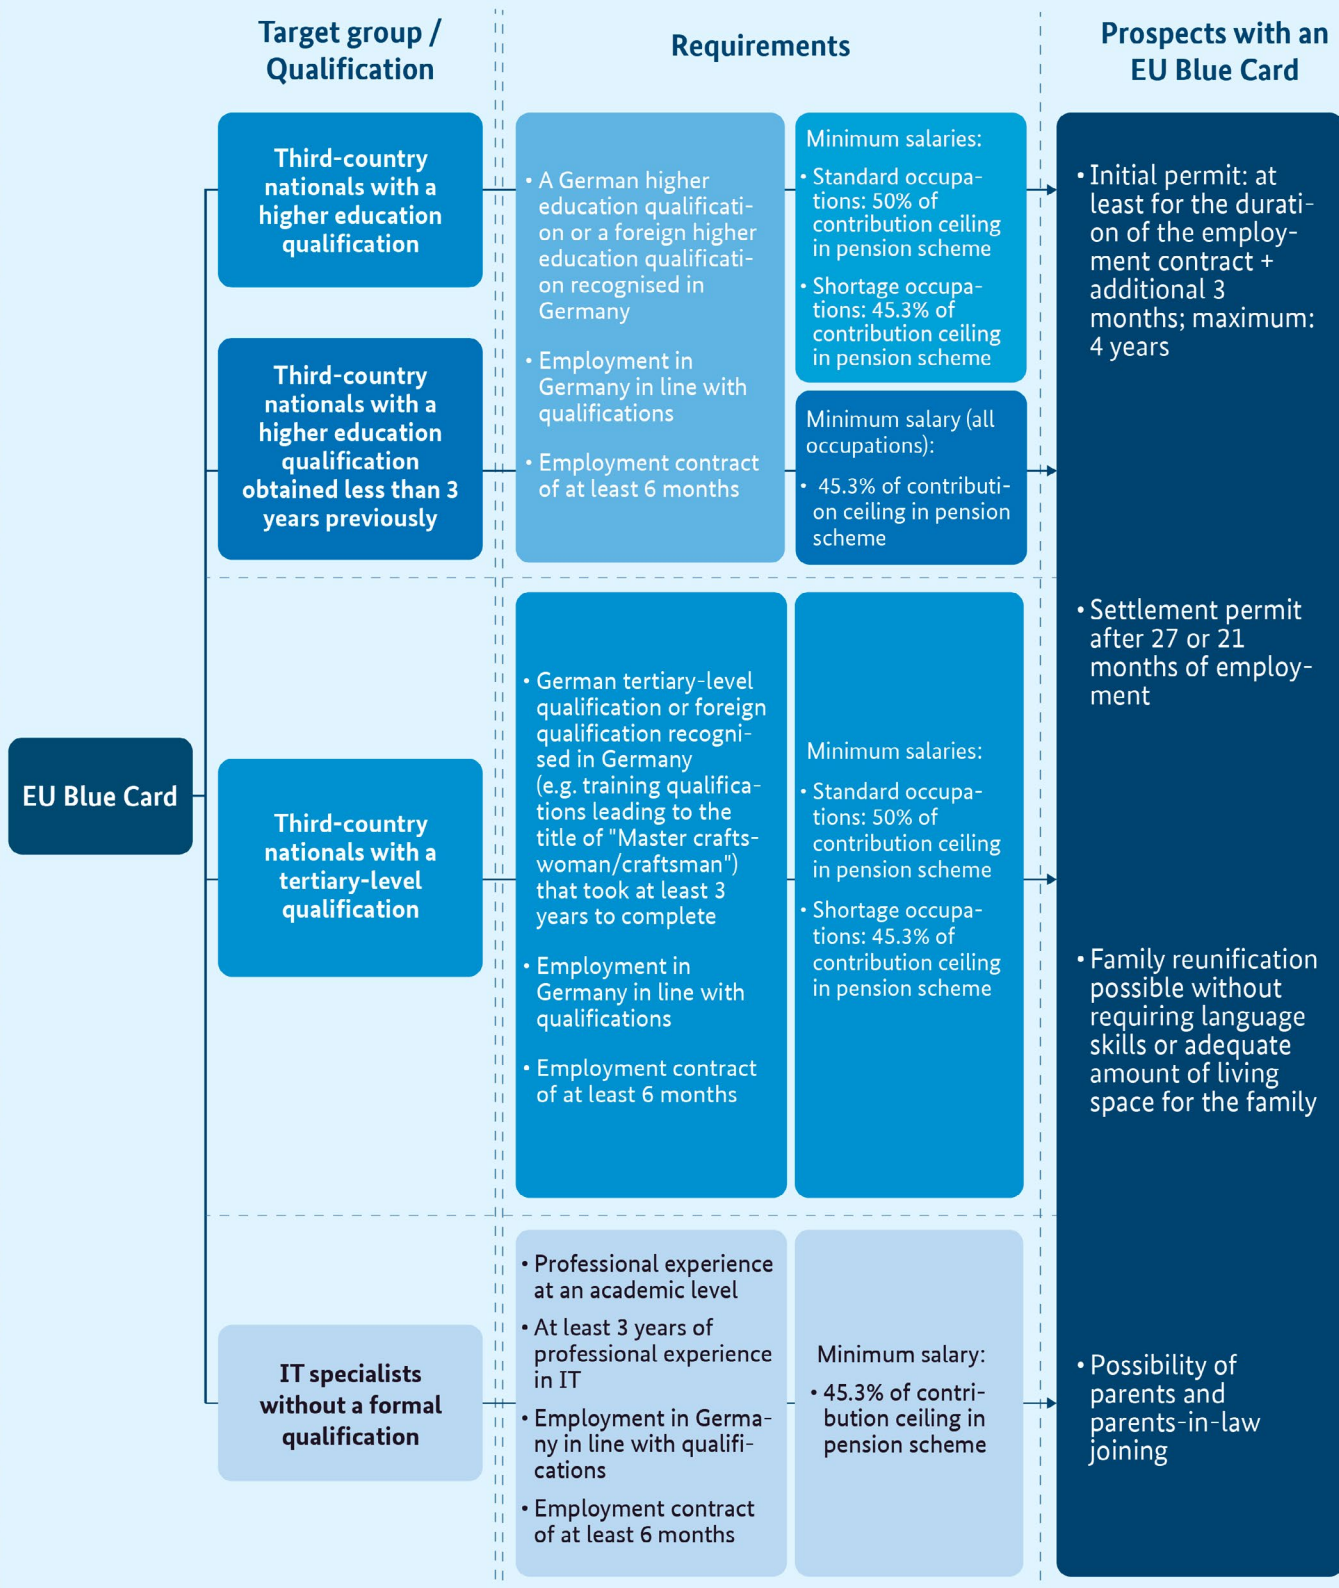 Target group /
Qualification
Requirements
Prospects with an
EU Blue Card
EU Blue Card
Third-country
nationals with a
higher education
qualification
Third-country
nationals with a
higher education
qualification
obtained less than 3
years previously
• A German higher
education qualificati-
on or a foreign higher
education qualificati-
on recognised in
Germany
• Employment in
Germany in line with
qualifications
• Employment contract
of at least 6 months
Minimum salaries:
• Standard occupa-
tions: 50% of
contribution ceiling
in pension scheme
• Shortage occupa-
tions: 45.3% of
contribution ceiling
in pension scheme
Minimum salary (all
occupations):
• 45.3% of contributi-
on ceiling in pension
scheme
Third-country
nationals with a
tertiary-level
qualification
• German tertiary-level
qualification or foreign
qualification recogni-
sed in Germany
(e.g. training qualifica-
tions leading to the
title of "Master crafts-
woman/craftsman")
that took at least 3
years to complete
• Employment in
Germany in line with
qualifications
• Employment contract
of at least 6 months
Minimum salaries:
• Standard occupa-
tions: 50% of
contribution ceiling
in pension scheme
• Shortage occupa-
tions: 45.3% of
contribution ceiling
in pension scheme
IT specialists
without a formal
qualification
• Professional experience
at an academic level
• At least 3 years of
professional experience
in IT
• Employment in Germa-
ny in line with qualifi-
cations
• Employment contract
of at least 6 months
Minimum salary:
• 45.3% of contri-
bution ceiling in
pension scheme
• Initial permit: at
least for the durati-
on of the employ-
ment contract +
additional 3
months; maximum:
4 years
• Settlement permit
after 27 or 21
months of employ-
ment
• Family reunification
possible without
requiring language
skills or adequate
amount of living
space for the family
• Possibility of
parents and
parents-in-law
joining